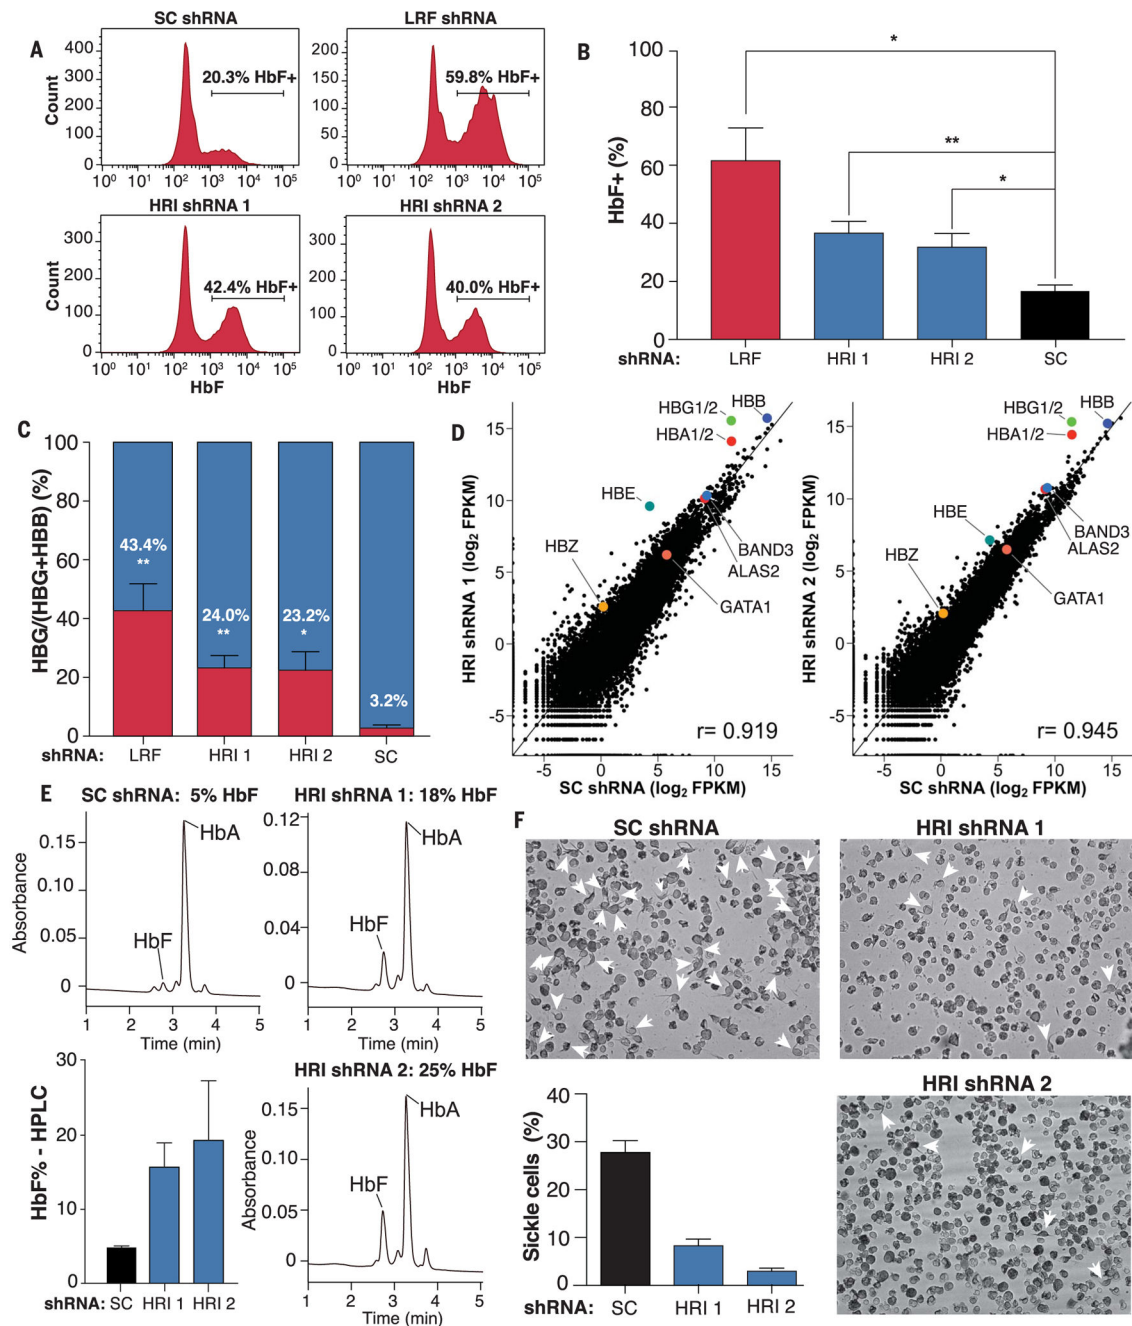 A
SC shRNA
Count
400
300
200
100
0
20.3% HbF+
10⁰ 10¹ 10² 10³ 10⁴ 10⁵
LRF shRNA
200
150
100
50
0
59.8% HbF+
10⁰ 10¹ 10² 10³ 10⁴ 10⁵
HRI shRNA 1
Count
300
200
100
0
42.4% HbF+
10⁰ 10¹ 10² 10³ 10⁴ 10⁵
HbF
HRI shRNA 2
300
200
100
0
40.0% HbF+
10⁰ 10¹ 10² 10³ 10⁴ 10⁵
HbF
B
HbF+ (%)
100
80
60
40
20
0
*
**
*
shRNA: LRF HRI 1 HRI 2 SC
C
HBG/(HBG+HBB) (%)
100
80
60
40
20
0
43.4%
**
24.0%
**
23.2%
*
3.2%
shRNA: LRF HRI 1 HRI 2 SC
D
HRI shRNA 1 (log₂ FPKM)
15
10
5
0
-5
HBG1/2
HBB
HBA1/2
HBE
HBZ
BAND3
ALAS2
GATA1
r= 0.919
-5 0 5 10 15
SC shRNA (log₂ FPKM)
HRI shRNA 2 (log₂ FPKM)
15
10
5
0
-5
HBG1/2
HBB
HBA1/2
HBE
HBZ
BAND3
ALAS2
GATA1
r= 0.945
-5 0 5 10 15
SC shRNA (log₂ FPKM)
E
SC shRNA: 5% HbF
Absorbance
0.15
0.1
0.05
0
HbA
HbF
1 2 3 4 5
Time (min)
HRI shRNA 1: 18% HbF
0.12
0.08
0.04
0
HbA
HbF
1 2 3 4 5
Time (min)
HbF% - HPLC
30
20
10
0
shRNA: SC HRI 1 HRI 2
HRI shRNA 2: 25% HbF
Absorbance
0.15
0.1
0.05
0
HbA
HbF
1 2 3 4 5
Time (min)
F
SC shRNA
HRI shRNA 1
HRI shRNA 2
Sickle cells (%)
40
30
20
10
0
shRNA: SC HRI 1 HRI 2